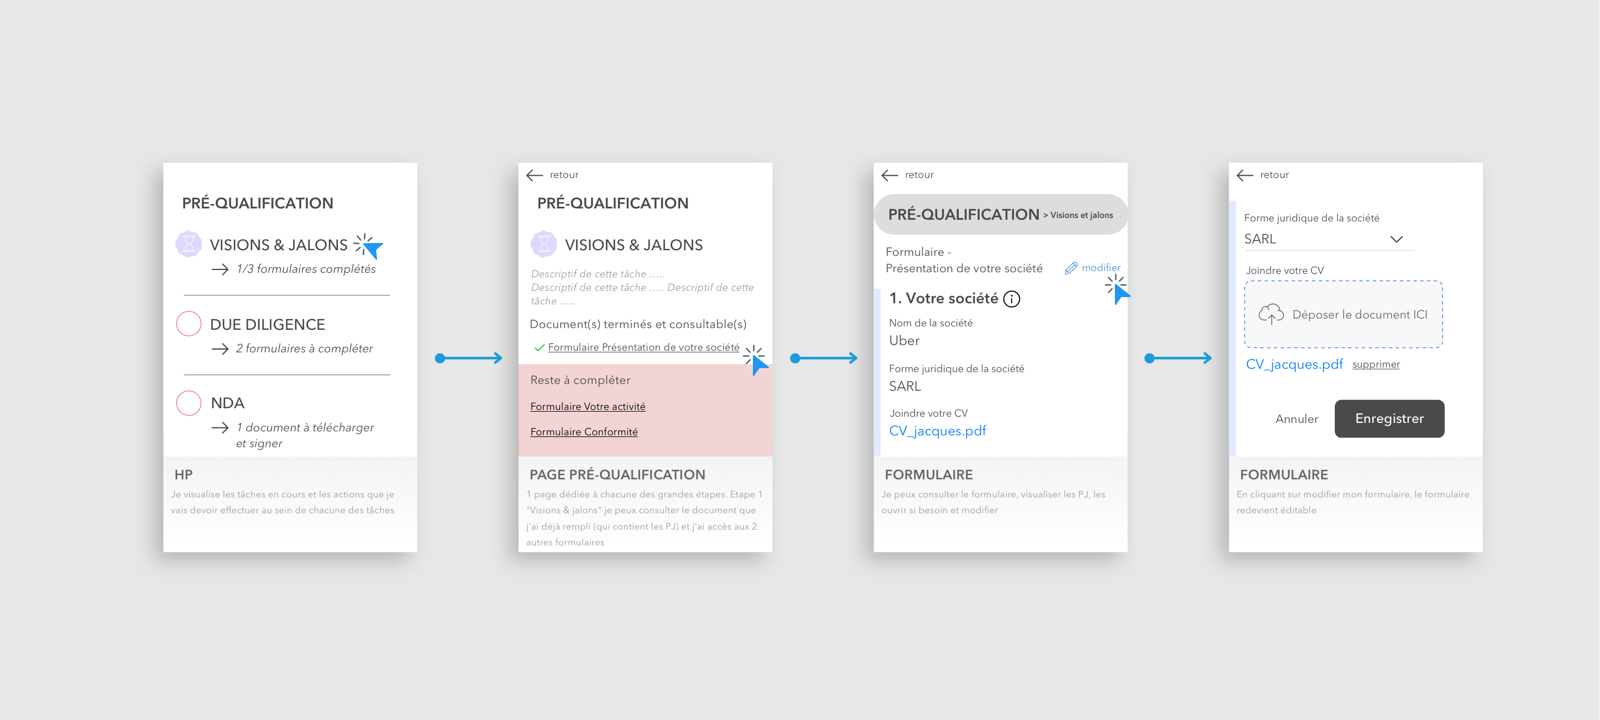 PRÉ-QUALIFICATION
VISIONS & JALONS
1/3 formulaires complétés
DUE DILIGENCE
2 formulaires à compléter
NDA
1 document à télécharger
et signer
HP
Je visualise les tâches en cours et les actions que je
vais devoir effectuer au sein de chacune des tâches
retour
PRÉ-QUALIFICATION
VISIONS & JALONS
Descriptif de cette tâche .....
Descriptif de cette tâche ..... Descriptif de cette
tâche .....
Document(s) terminés et consultable(s)
Formulaire Présentation de votre société
Reste à compléter
Formulaire Votre activité
Formulaire Conformité
PAGE PRÉ-QUALIFICATION
1 page dédiée à chacune des grandes étapes. Etape 1
"Visions & jalons" je peux consulter le document que
j'ai déjà rempli (qui contient les PJ) et j'ai accès aux 2
autres formulaires
retour
PRÉ-QUALIFICATION > Visions et jalons
Formulaire -
Présentation de votre société
modifier
1. Votre société
Nom de la société
Uber
Forme juridique de la société
SARL
Joindre votre CV
CV_jacques.pdf
FORMULAIRE
Je peux consulter le formulaire, visualiser les PJ, les
ouvrir si besoin et modifier
retour
Forme juridique de la société
SARL
Joindre votre CV
Déposer le document ICI
CV_jacques.pdf supprimer
Annuler Enregistrer
FORMULAIRE
En cliquant sur modifier mon formulaire, le formulaire
redevient éditable